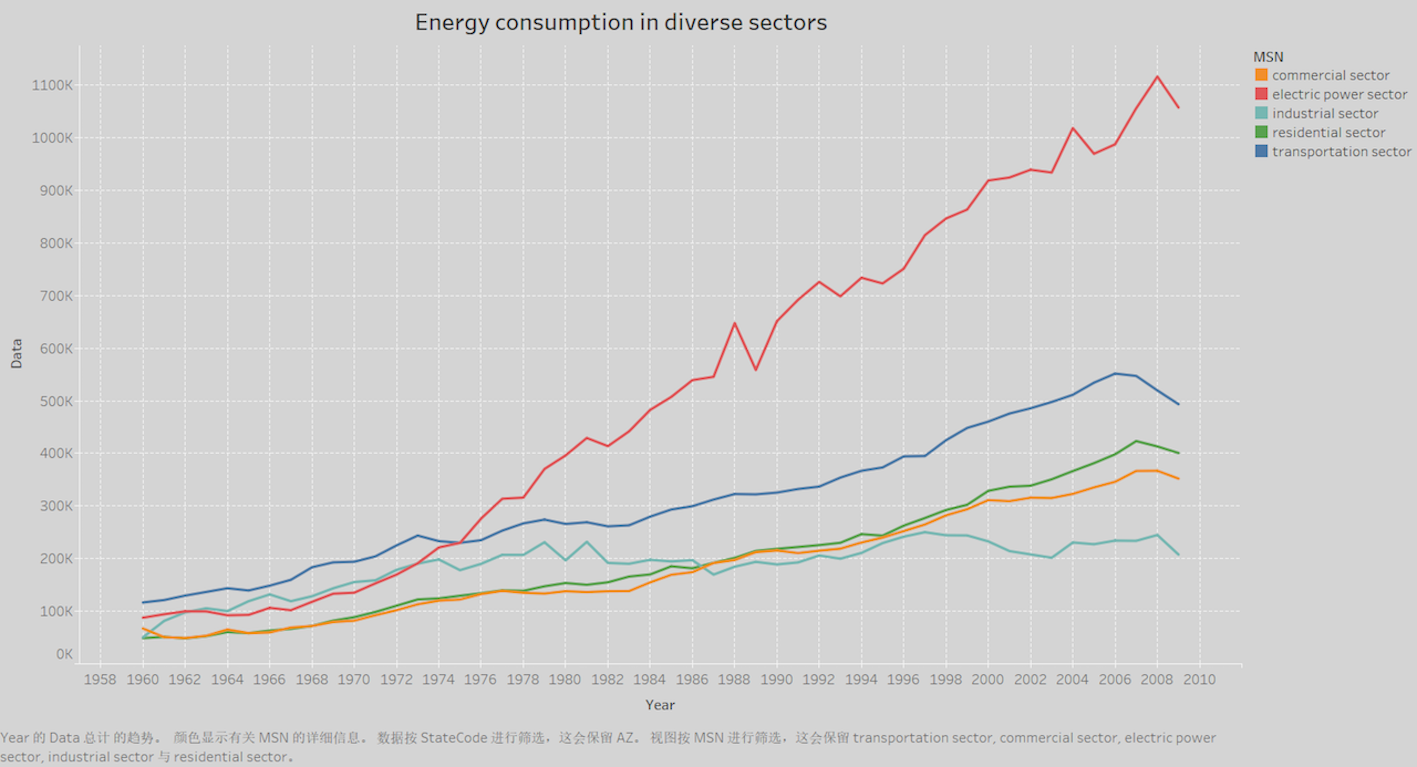 Energy consumption in diverse sectors
MSN
commercial sector
electric power sector
industrial sector
residential sector
transportation sector
1100K
1000K
900K
800K
700K
600K
500K
400K
300K
200K
100K
0K
Data
1958 1960 1962 1964 1966 1968 1970 1972 1974 1976 1978 1980 1982 1984 1986 1988 1990 1992 1994 1996 1998 2000 2002 2004 2006 2008 2010
Year
Year 的 Data 总计 的趋势。 颜色显示有关 MSN 的详细信息。 数据按 StateCode 进行筛选，这会保留 AZ。 视图按 MSN 进行筛选，这会保留 transportation sector, commercial sector, electric power
sector, industrial sector 与 residential sector。